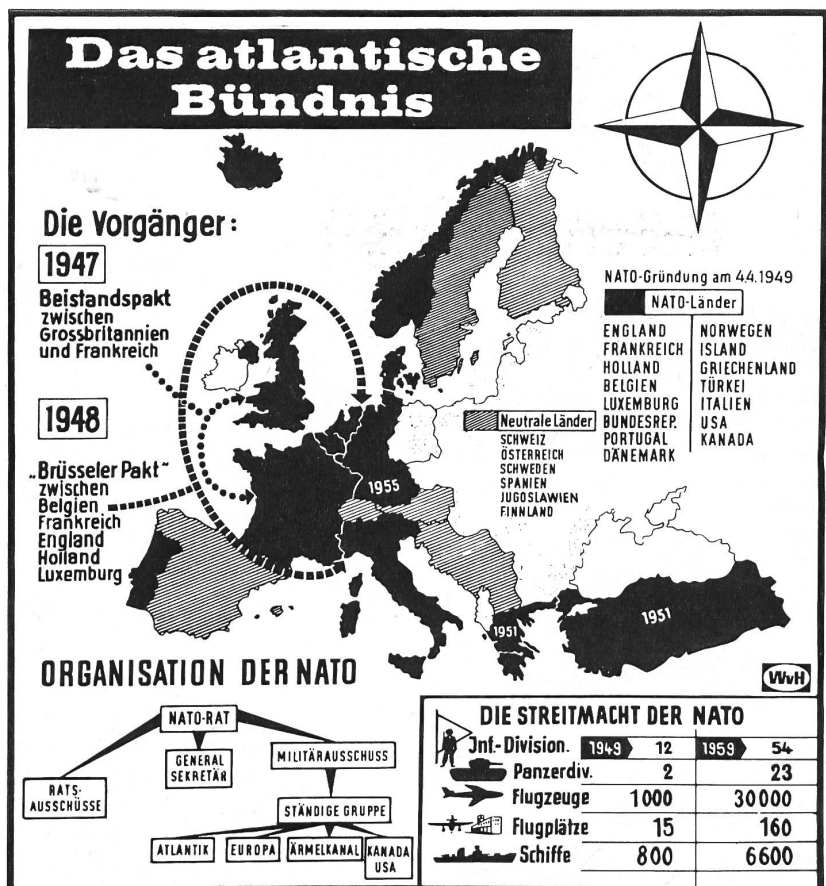 Das atlantische
Bündnis
Die Vorgänger:
1947
Beistandspakt
zwischen
Grossbritannien
und Frankreich
1948
„Brüsseler Pakt"
zwischen
Belgien
Frankreich
England
Holland
Luxemburg
1955
1951
1951
NATO-Gründung am 4.4.1949
NATO-Länder
ENGLAND
FRANKREICH
HOLLAND
BELGIEN
LUXEMBURG
BUNDESREP.
PORTUGAL
DÄNEMARK
NORWEGEN
ISLAND
GRIECHENLAND
TÜRKEI
ITALIEN
USA
KANADA
Neutrale Länder
SCHWEIZ
ÖSTERREICH
SCHWEDEN
SPANIEN
JUGOSLAWIEN
FINNLAND
WvH
ORGANISATION DER NATO
NATO-RAT
GENERAL
SEKRETÄR
MILITÄRAUSSCHUSS
RATS-
AUSSCHÜSSE
STÄNDIGE GRUPPE
ATLANTIK
EUROPA
ÄRMELKANAL
KANADA
USA
DIE STREITMACHT DER NATO
Jnf.-Division. 1949 12 1959 54
Panzerdiv. 2 23
Flugzeuge 1000 30000
Flugplätze 15 160
Schiffe 800 6600